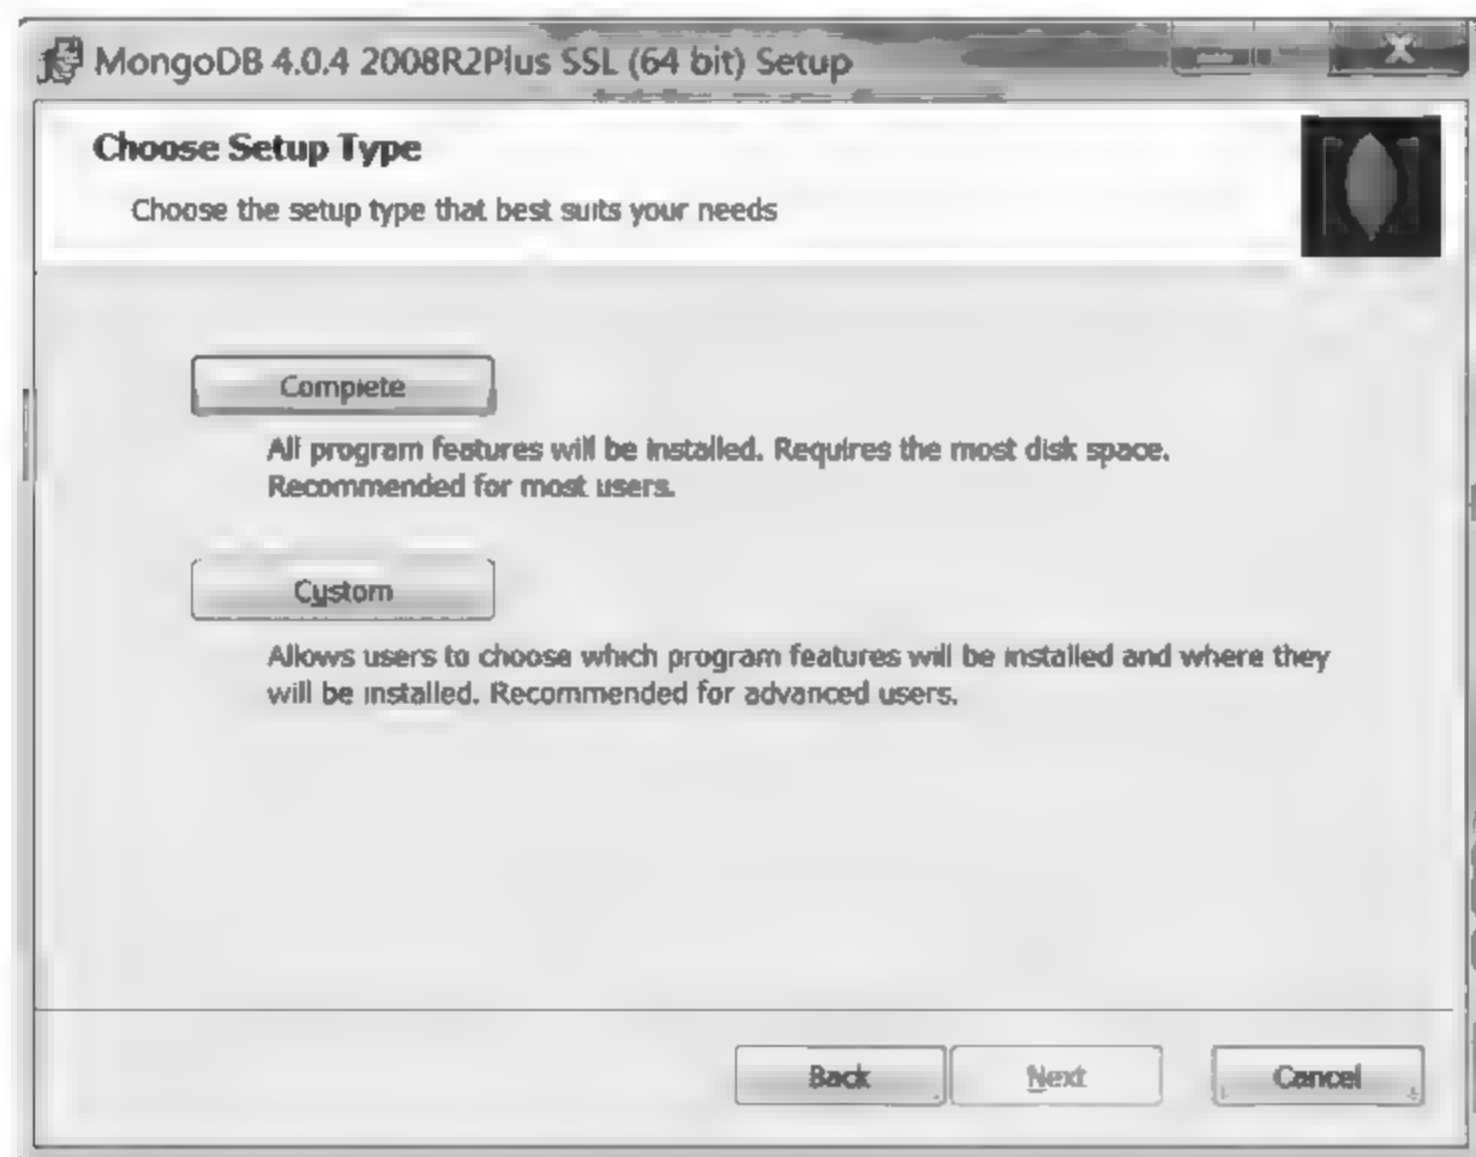 MongoDB 4.0.4 2008R2Plus SSL (64 bit) Setup
Choose Setup Type
Choose the setup type that best suits your needs
Complete
All program features will be installed. Requires the most disk space.
Recommended for most users.
Custom
Allows users to choose which program features will be installed and where they
will be installed. Recommended for advanced users.
Back
Next
Cancel